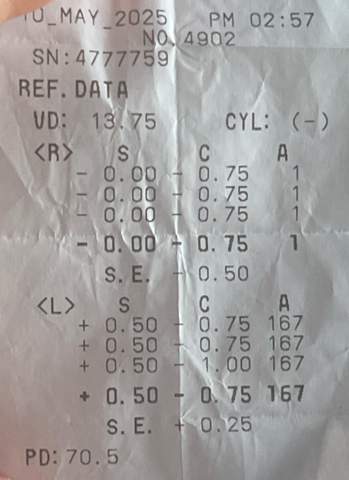 10_MAY_2025 PM 02:57
NO.4902
SN:4777759
REF.DATA
VD: 13.75 CYL: (-)
<R> S C A
- 0.00 - 0.75 1
- 0.00 - 0.75 1
- 0.00 - 0.75 1
- 0.00 - 0.75 1
S.E. - 0.50
<L> S C A
+ 0.50 - 0.75 167
+ 0.50 - 0.75 167
+ 0.50 - 1.00 167
+ 0.50 - 0.75 167
S.E. + 0.25
PD:70.5